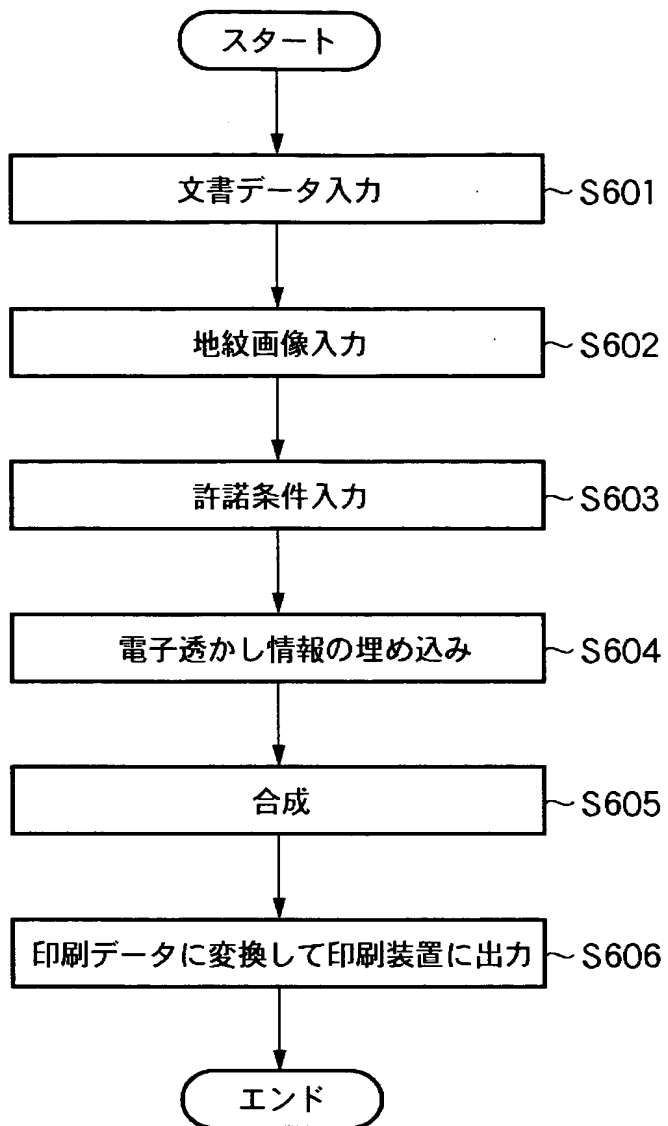 スタート
文書データ入力 ~S601
地紋画像入力 ~S602
許諾条件入力 ~S603
電子透かし情報の埋め込み ~S604
合成 ~S605
印刷データに変換して印刷装置に出力 ~S606
エンド